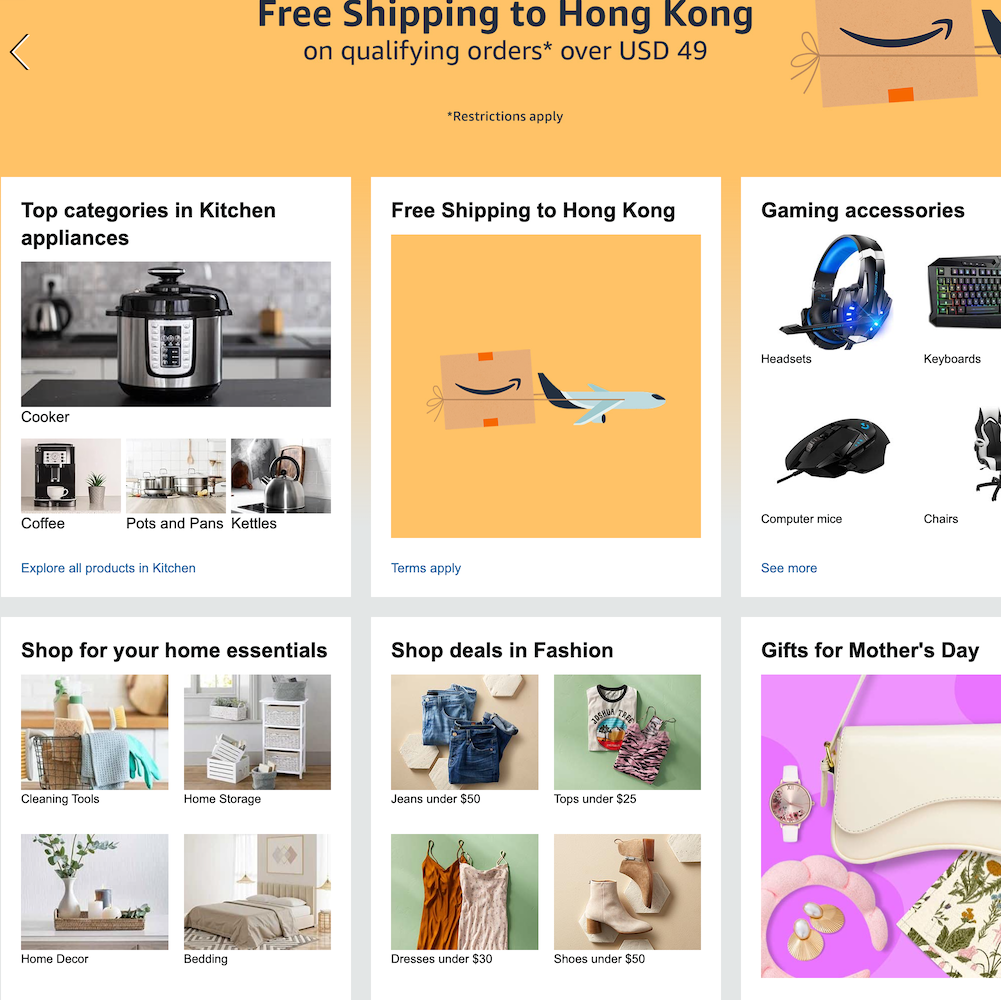 Free Shipping to Hong Kong
on qualifying orders* over USD 49
*Restrictions apply
Top categories in Kitchen
appliances
Cooker
Coffee
Pots and Pans
Kettles
Explore all products in Kitchen
Free Shipping to Hong Kong
Terms apply
Gaming accessories
Headsets
Keyboards
Computer mice
Chairs
See more
Shop for your home essentials
Cleaning Tools
Home Storage
Home Decor
Bedding
Shop deals in Fashion
Jeans under $50
JOSHUA TREE
Tops under $25
Dresses under $30
Shoes under $50
Gifts for Mother's Day